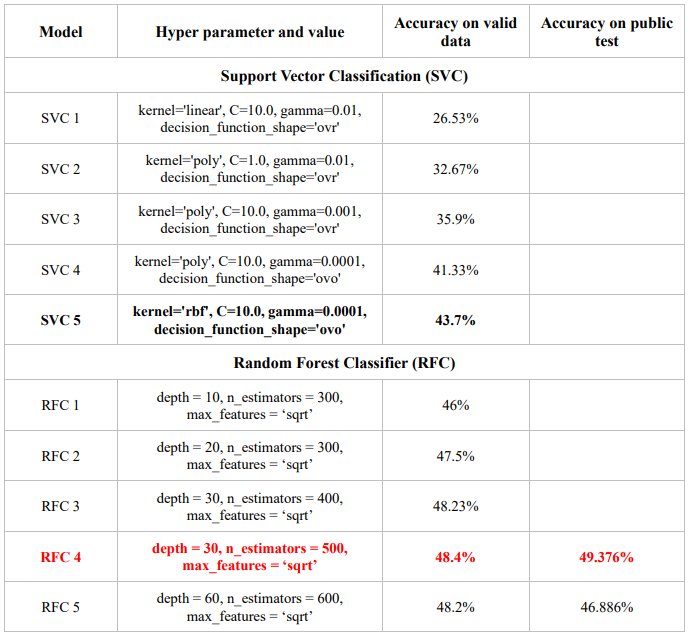 Model
Hyper parameter and value
Accuracy on valid
data
Accuracy on public
test
Support Vector Classification (SVC)
SVC 1
kernel='linear', C=10.0, gamma=0.01,
decision_function_shape='ovr'
26.53%
SVC 2
kernel='poly', C=1.0, gamma=0.01,
decision_function_shape='ovr'
32.67%
SVC 3
kernel='poly', C=10.0, gamma=0.001,
decision_function_shape='ovr'
35.9%
SVC 4
kernel='poly', C=10.0, gamma=0.0001,
decision_function_shape='ovo'
41.33%
SVC 5
kernel='rbf', C=10.0, gamma=0.0001,
decision_function_shape='ovo'
43.7%
Random Forest Classifier (RFC)
RFC 1
depth = 10, n_estimators = 300,
max_features = ‘sqrt’
46%
RFC 2
depth = 20, n_estimators = 300,
max_features = ‘sqrt’
47.5%
RFC 3
depth = 30, n_estimators = 400,
max_features = ‘sqrt’
48.23%
RFC 4
depth = 30, n_estimators = 500,
max_features = ‘sqrt’
48.4%
49.376%
RFC 5
depth = 60, n_estimators = 600,
max_features = ‘sqrt’
48.2%
46.886%